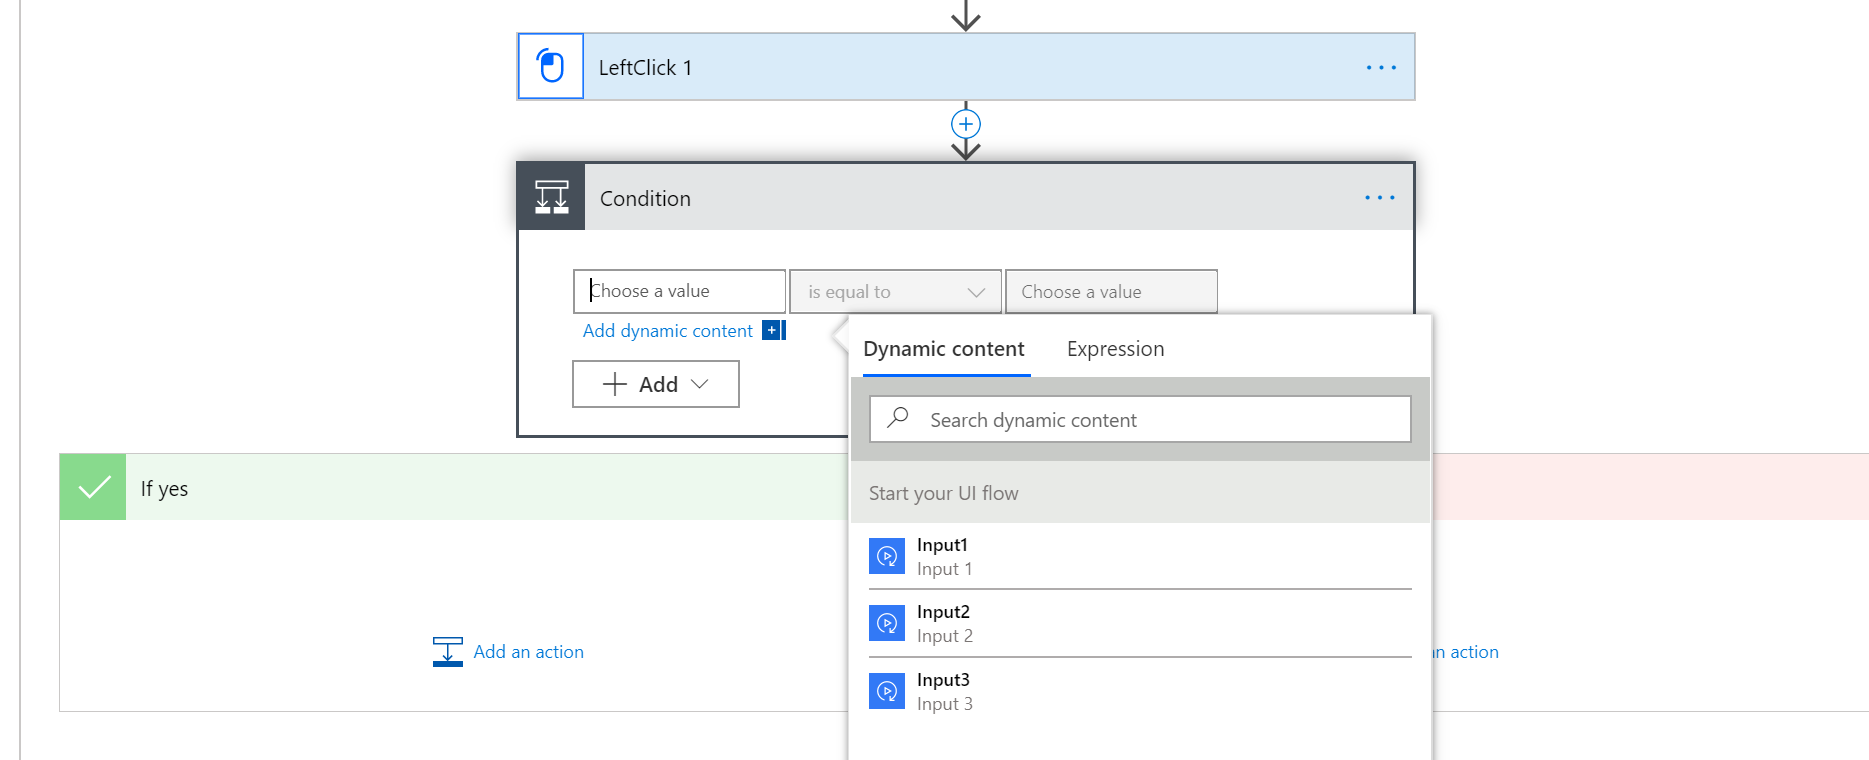 LeftClick 1
Condition
Choose a value
is equal to
Choose a value
Add dynamic content
Add
Dynamic content
Expression
Search dynamic content
Start your UI flow
Input1
Input 1
Input2
Input 2
Input3
Input 3
If yes
Add an action
an action